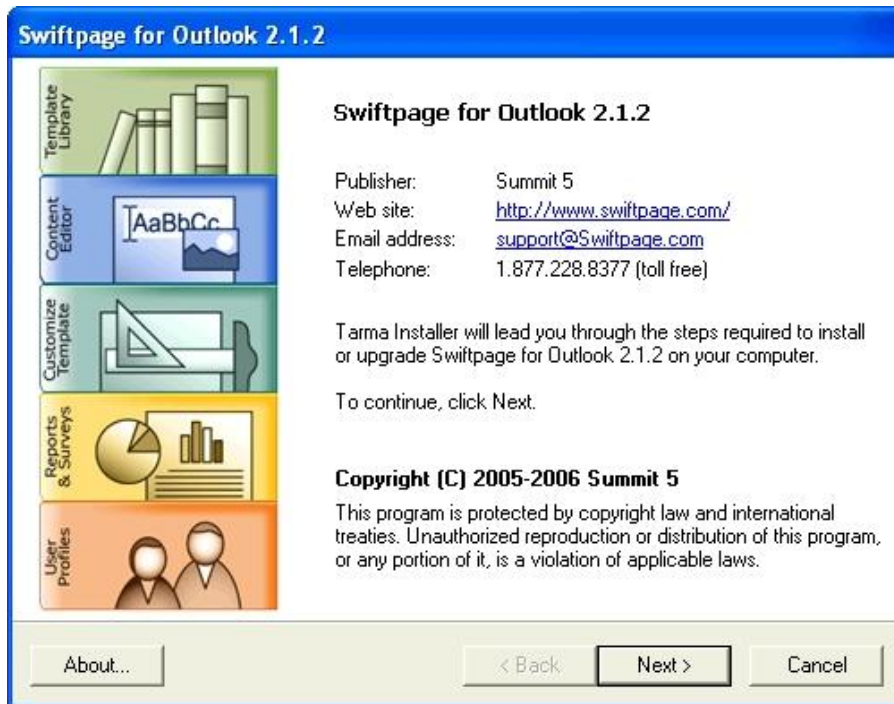 Swiftpage for Outlook 2.1.2
Template
Library
Content
Editor
AaBbCc
Customize
Template
Reports
& Surveys
User
Profiles
Swiftpage for Outlook 2.1.2
Publisher: Summit 5
Web site: http://www.swiftpage.com/
Email address: support@Swiftpage.com
Telephone: 1.877.228.8377 (toll free)
Tarma Installer will lead you through the steps required to install
or upgrade Swiftpage for Outlook 2.1.2 on your computer.
To continue, click Next.
Copyright (C) 2005-2006 Summit 5
This program is protected by copyright law and international
treaties. Unauthorized reproduction or distribution of this program,
or any portion of it, is a violation of applicable laws.
About... < Back Next > Cancel